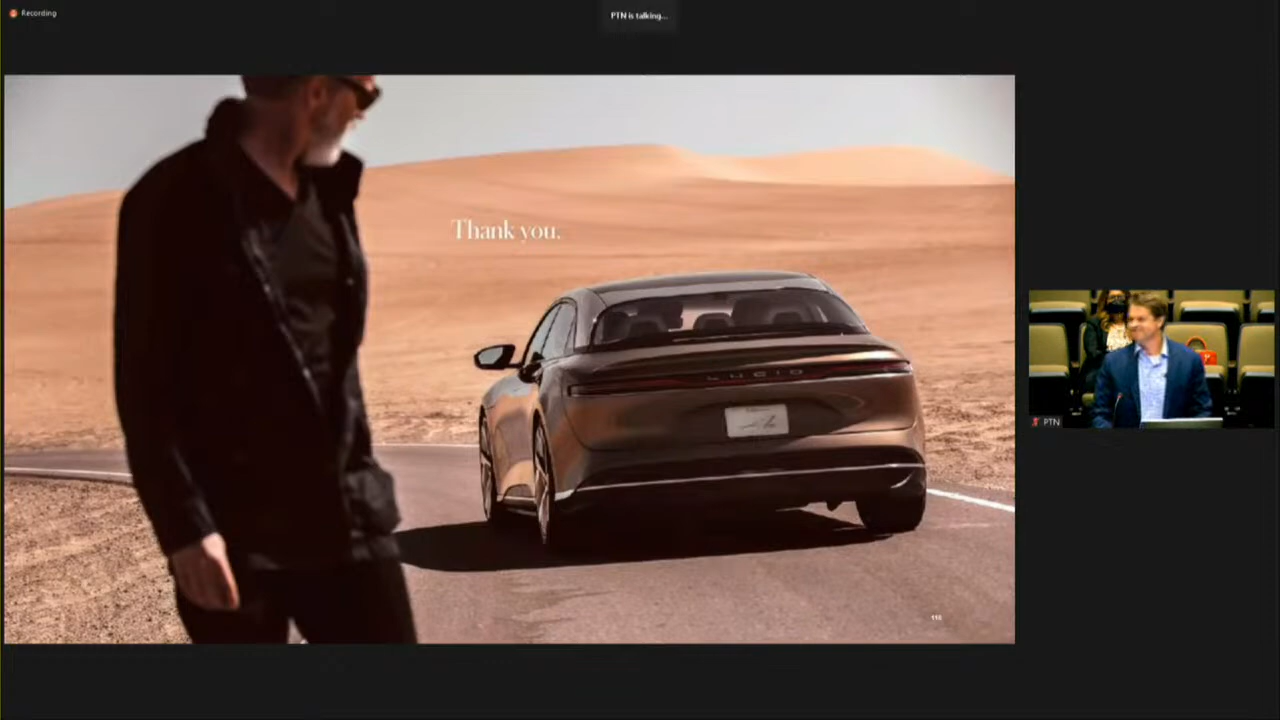 Recording
PTN is talking...
Thank you.
LUCID
PTN